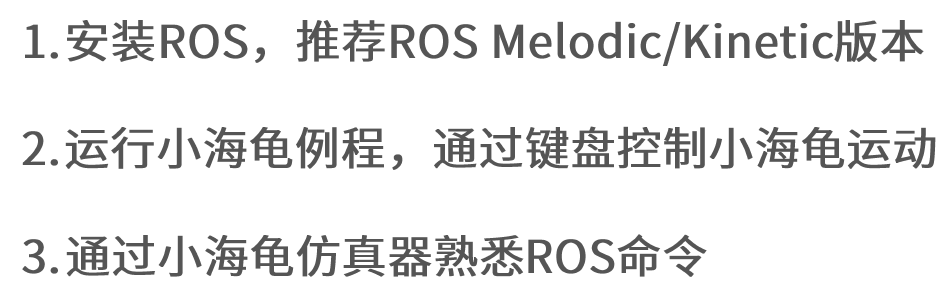 1.安装ROS，推荐ROS Melodic/Kinetic版本
2.运行小海龟例程，通过键盘控制小海龟运动
3.通过小海龟仿真器熟悉ROS命令